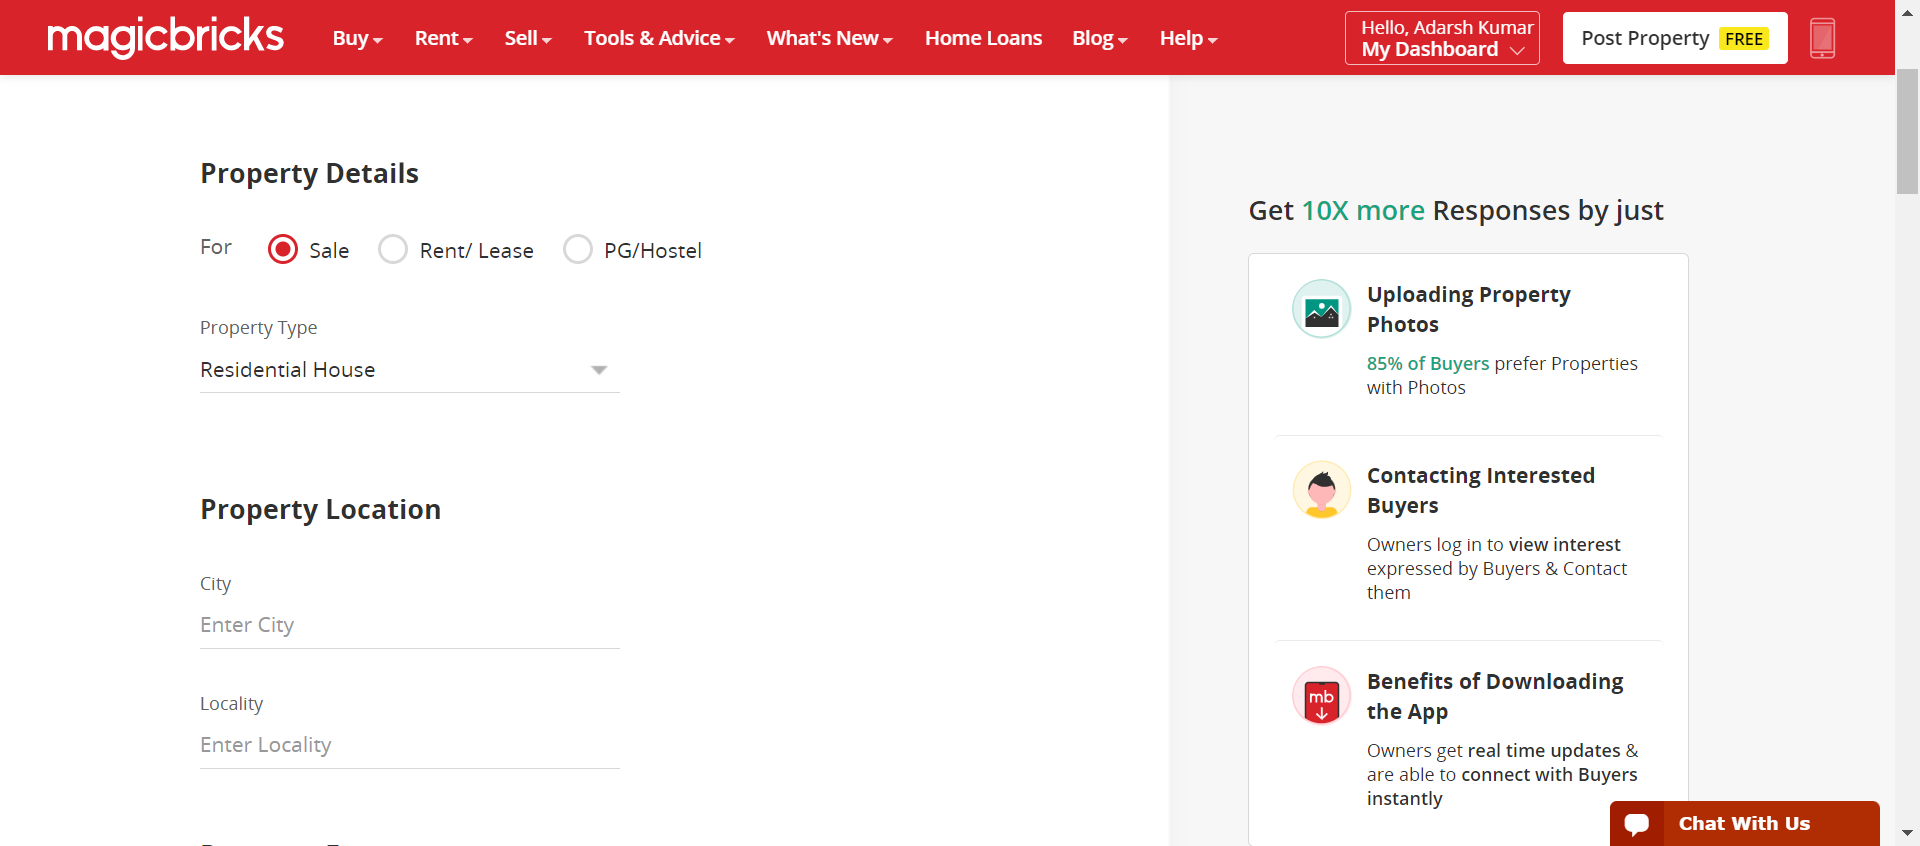 magicbricks
Buy Rent Sell Tools & Advice What's New Home Loans Blog Help
Hello, Adarsh Kumar
My Dashboard
Post Property FREE
Property Details
For Sale Rent/ Lease PG/Hostel
Property Type
Residential House
Property Location
City
Enter City
Locality
Enter Locality
Get 10X more Responses by just
Uploading Property
Photos
85% of Buyers prefer Properties
with Photos
Contacting Interested
Buyers
Owners log in to view interest
expressed by Buyers & Contact
them
mb
Benefits of Downloading
the App
Owners get real time updates &
are able to connect with Buyers
instantly
Chat With Us